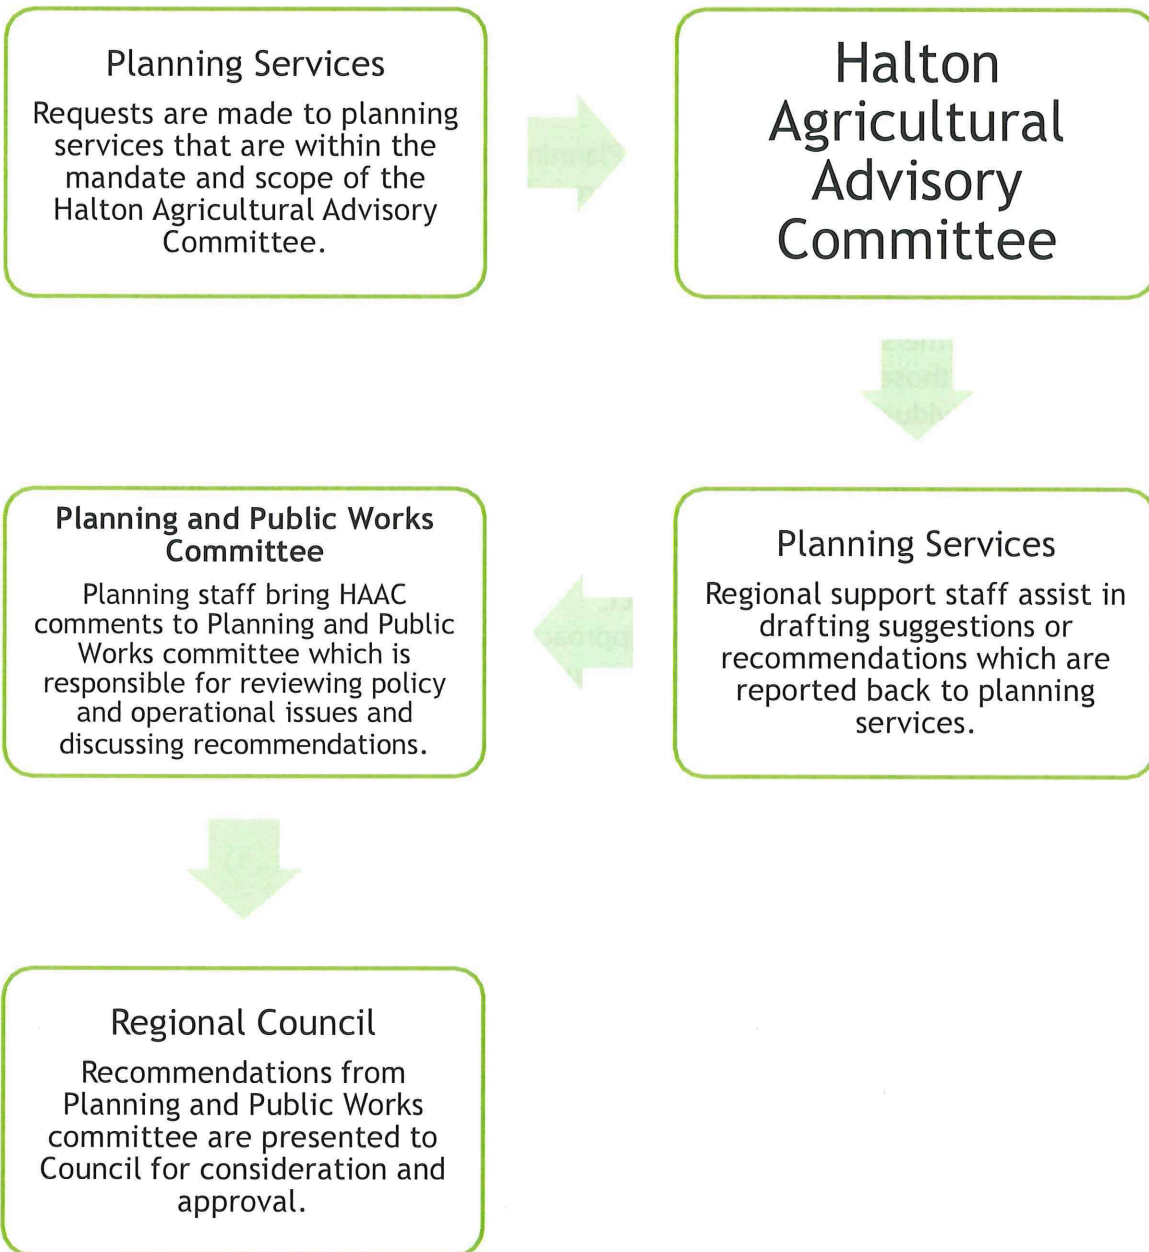 Planning Services
Requests are made to planning
services that are within the
mandate and scope of the
Halton Agricultural Advisory
Committee.
Halton
Agricultural
Advisory
Committee
Planning Services
Regional support staff assist in
drafting suggestions or
recommendations which are
reported back to planning
services.
Planning and Public Works
Committee
Planning staff bring HAAC
comments to Planning and Public
Works committee which is
responsible for reviewing policy
and operational issues and
discussing recommendations.
Regional Council
Recommendations from
Planning and Public Works
committee are presented to
Council for consideration and
approval.